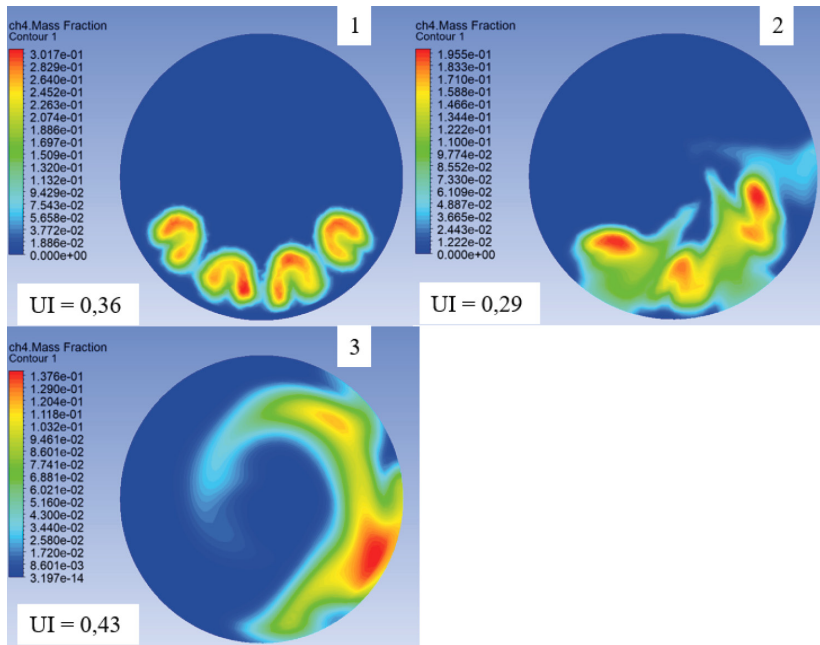 ch4.Mass Fraction
Contour 1
1
3.017e-01
2.829e-01
2.640e-01
2.452e-01
2.263e-01
2.074e-01
1.886e-01
1.697e-01
1.509e-01
1.320e-01
1.132e-01
9.429e-02
7.543e-02
5.658e-02
3.772e-02
1.886e-02
0.000e+00
UI = 0,36
ch4.Mass Fraction
Contour 1
2
1.955e-01
1.833e-01
1.710e-01
1.588e-01
1.466e-01
1.344e-01
1.222e-01
1.100e-01
9.774e-02
8.552e-02
7.330e-02
6.109e-02
4.887e-02
3.665e-02
2.443e-02
1.222e-02
0.000e+00
UI = 0,29
ch4.Mass Fraction
Contour 1
3
1.376e-01
1.290e-01
1.204e-01
1.118e-01
1.032e-01
9.461e-02
8.601e-02
7.741e-02
6.881e-02
6.021e-02
5.160e-02
4.300e-02
3.440e-02
2.580e-02
1.720e-02
8.601e-03
3.197e-14
UI = 0,43